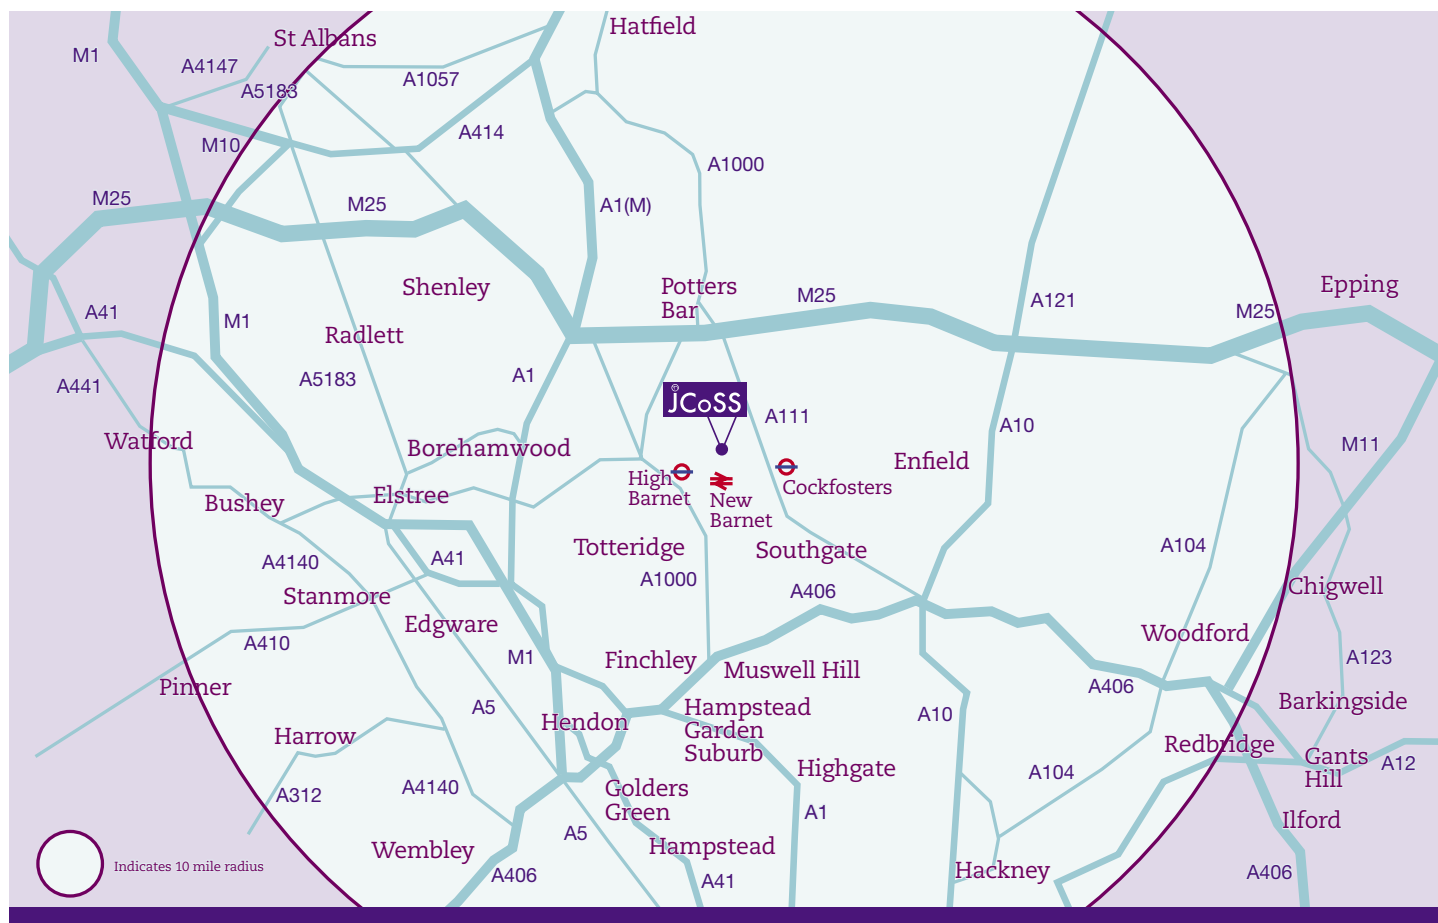 Hatfield
St Albans
M1
A4147
A1057
A5183
A414
M10
A1000
M25
M25
A1(M)
Shenley
Potters
Bar
M25
A121
Epping
M25
A41
M1
Radlett
A5183
A1
A441
JCoSS
A111
A10
Watford
Borehamwood
M11
Enfield
High
Barnet
New
Barnet
Cockfosters
Elstree
Bushey
Totteridge
Southgate
A104
A4140
A41
A1000
A406
Stanmore
Chigwell
Edgware
Woodford
A410
M1
Finchley
Muswell Hill
A123
Pinner
A406
Barkingside
A5
Hendon
Hampstead
Garden
Suburb
A10
Harrow
Redbridge
Gants
Hill
A12
Highgate
A104
A312
A4140
Golders
Green
A1
Ilford
A5
Wembley
Hampstead
Indicates 10 mile radius
A406
A41
Hackney
A406